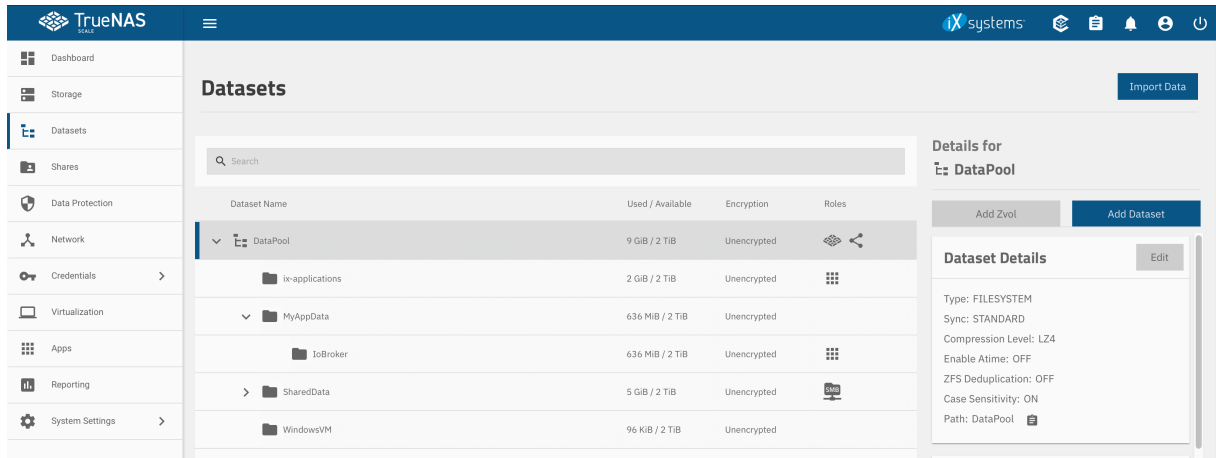 TrueNAS
SCALE
iX systems
Dashboard
Storage
Datasets
Shares
Data Protection
Network
Credentials
Virtualization
Apps
Reporting
System Settings
Datasets
Import Data
Search
Dataset Name Used / Available Encryption Roles
DataPool 9 GiB / 2 TiB Unencrypted
ix-applications 2 GiB / 2 TiB Unencrypted
MyAppData 636 MiB / 2 TiB Unencrypted
IoBroker 636 MiB / 2 TiB Unencrypted
SharedData 5 GiB / 2 TiB Unencrypted SMB
WindowsVM 96 KiB / 2 TiB Unencrypted
Details for
DataPool
Add Zvol Add Dataset
Dataset Details Edit
Type: FILESYSTEM
Sync: STANDARD
Compression Level: LZ4
Enable Atime: OFF
ZFS Deduplication: OFF
Case Sensitivity: ON
Path: DataPool